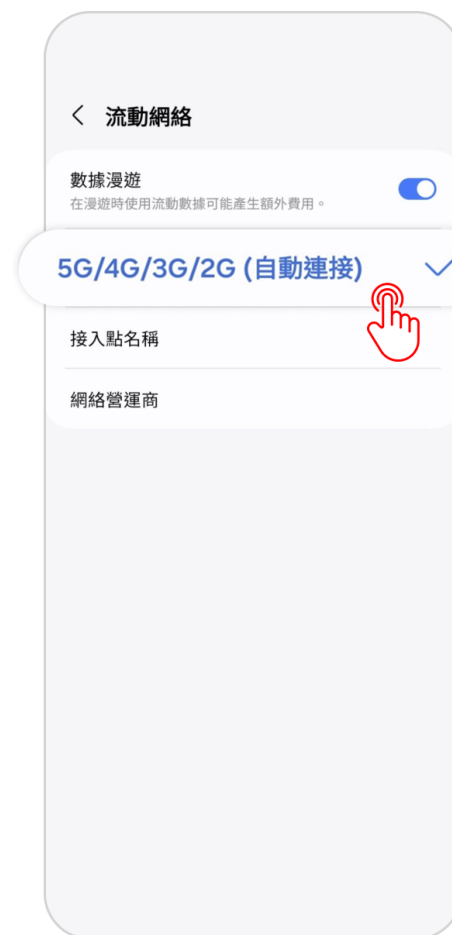 流動網絡
數據漫遊
在漫遊時使用流動數據可能產生額外費用。
5G/4G/3G/2G (自動連接)
接入點名稱
網絡營運商